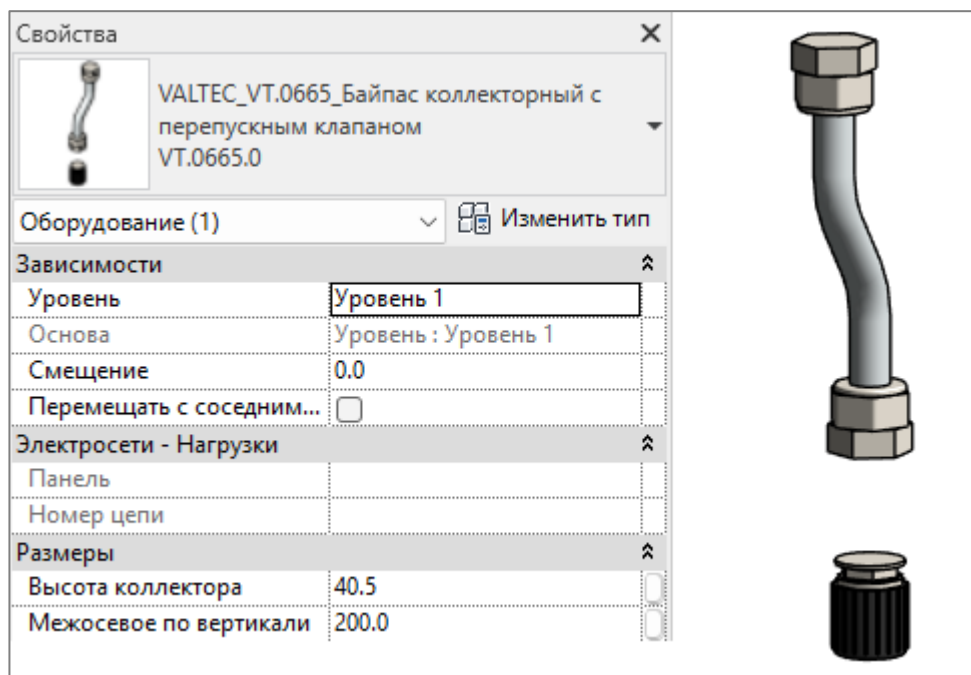 Свойства
VALTEC_VT.0665_Байпас коллекторный с
перепускным клапаном
VT.0665.0
Оборудование (1)
Изменить тип
Зависимости
Уровень
Уровень 1
Основа
Уровень : Уровень 1
Смещение
0.0
Перемещать с соседним...
Электросети - Нагрузки
Панель
Номер цепи
Размеры
Высота коллектора
40.5
Межосевое по вертикали
200.0